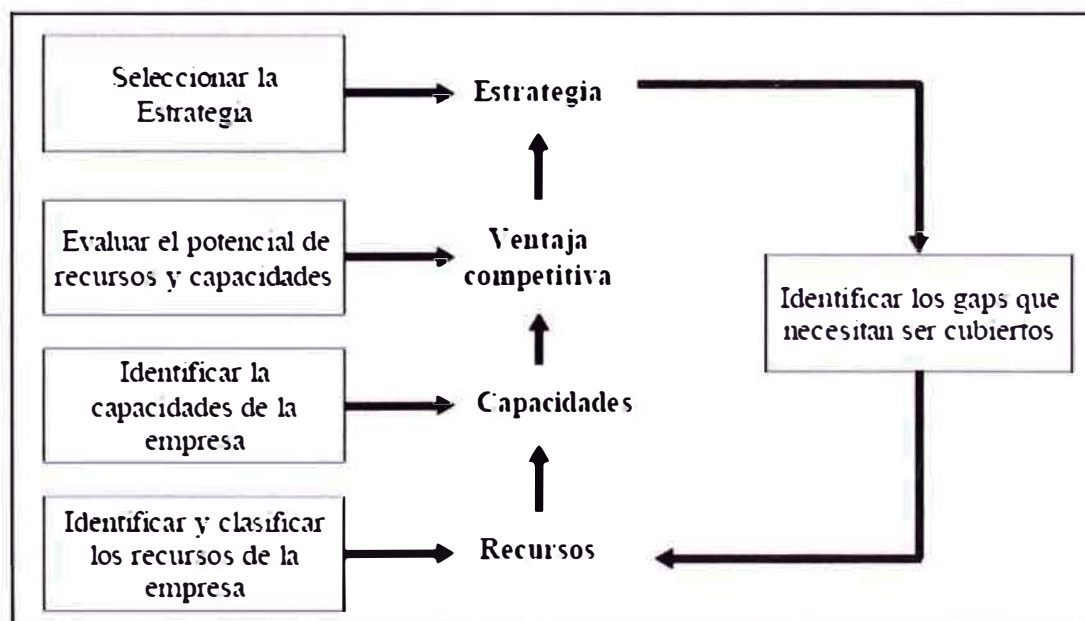 Seleccionar la
Estrategia
Estrategia
Evaluar el potencial de
recursos y capacidades
Ventaja
competitiva
Identificar los gaps que
necesitan ser cubiertos
Identificar la
capacidades de la
empresa
Capacidades
Identificar y clasificar
los recursos de la
empresa
Recursos